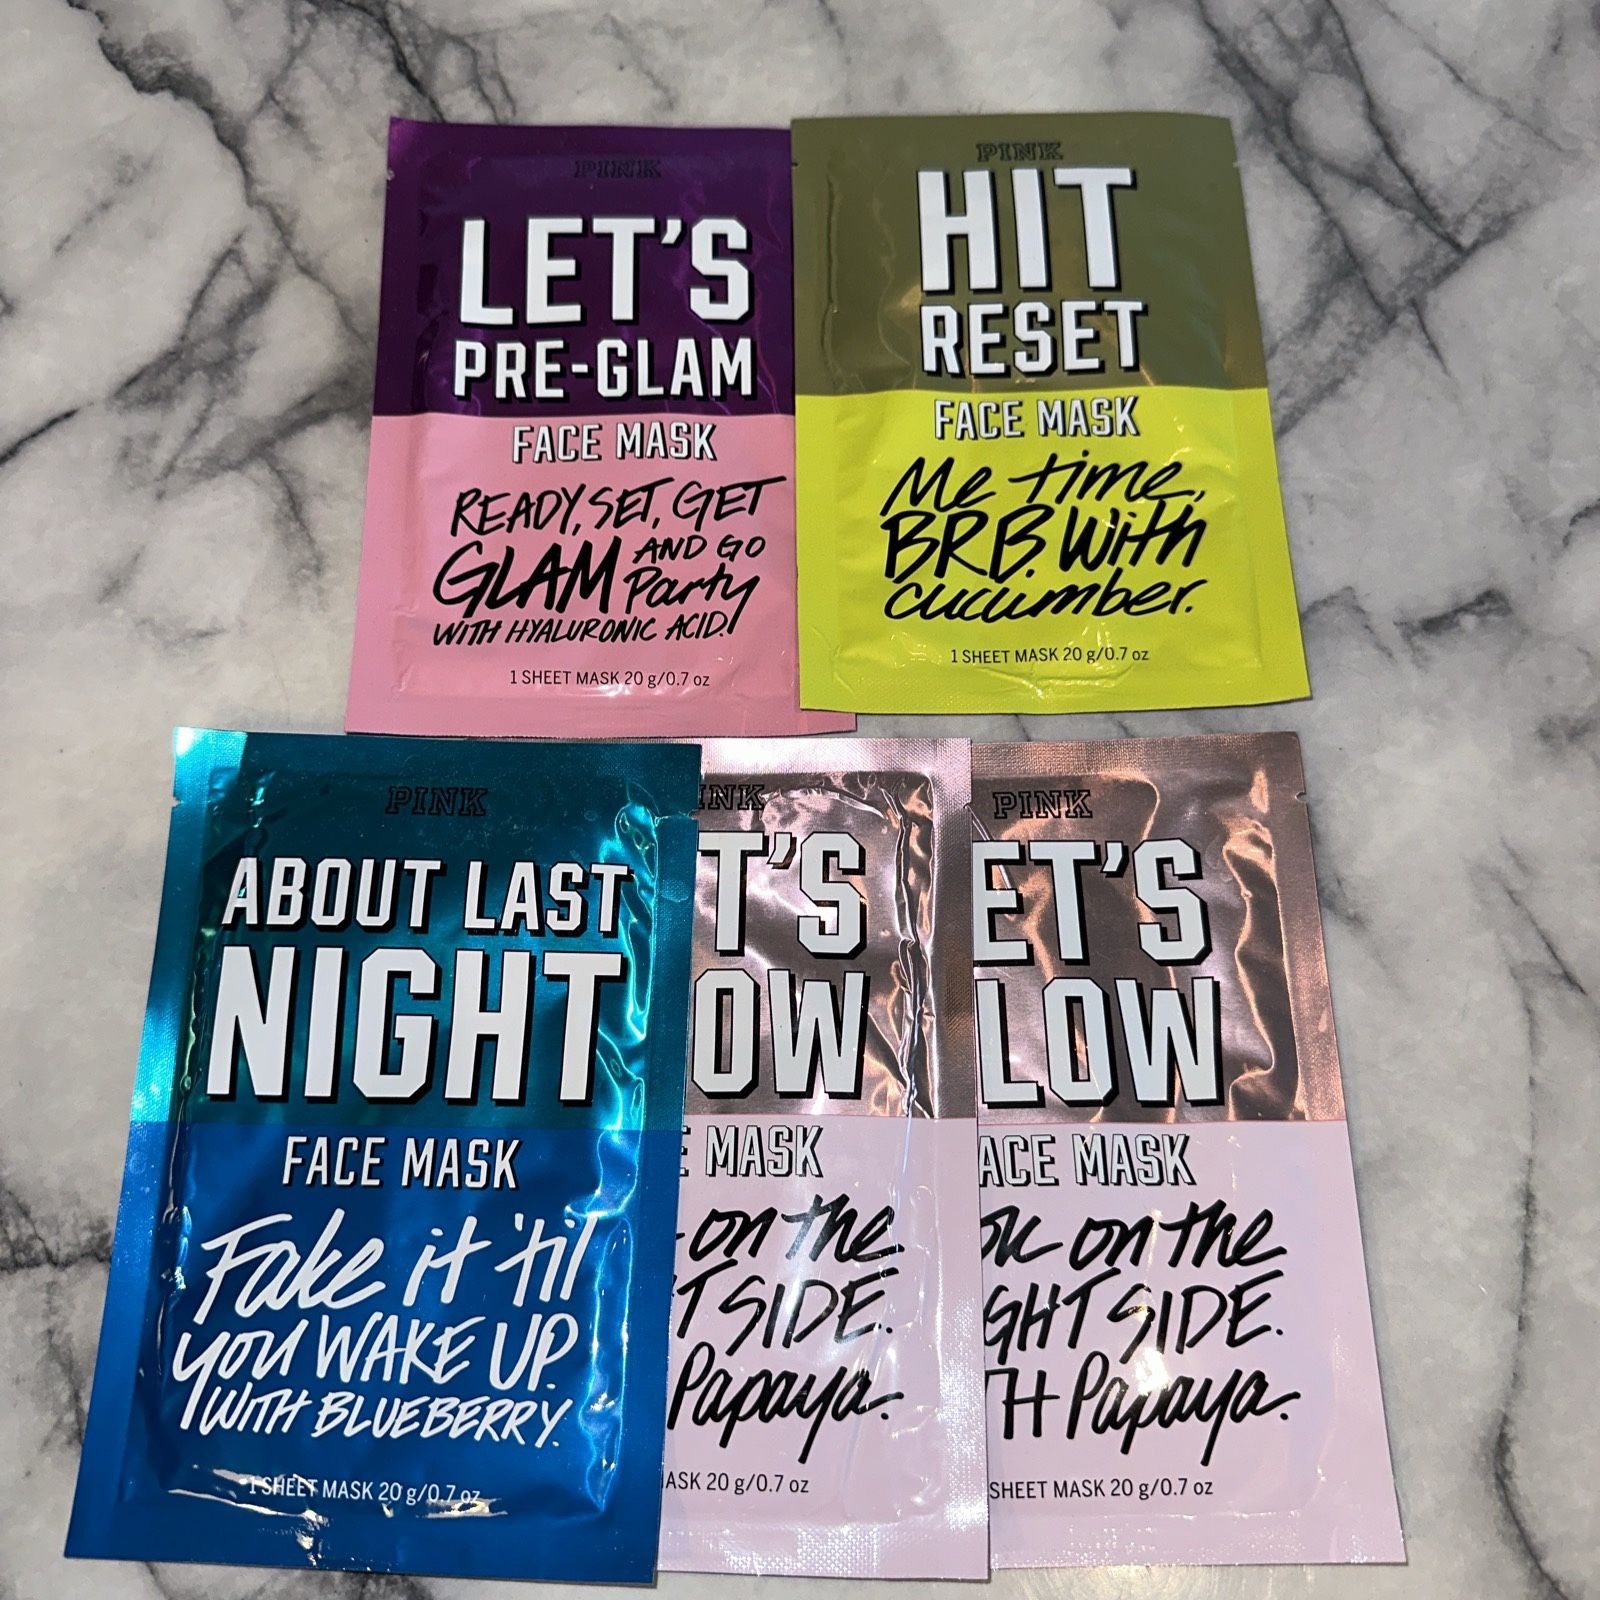 PINK
LET'S
PRE-GLAM
FACE MASK
READY, SET, GET
GLAM AND GO
Party
WITH HYALURONIC ACID.
1 SHEET MASK 20 g/0.7 oz
PINK
HIT
RESET
FACE MASK
Me time,
BRB. With
cucumber.
1 SHEET MASK 20 g/0.7 oz
PINK
ABOUT LAST
NIGHT
FACE MASK
Fake it 'til
you WAKE UP.
WITH BLUEBERRY.
1 SHEET MASK 20 g/0.7 oz
INK
T'S
OW
E MASK
on the
T SIDE.
Papaya.
ASK 20 g/0.7 oz
PINK
ET'S
LOW
ACE MASK
ok on the
GHT SIDE.
TH Papaya.
SHEET MASK 20 g/0.7 oz